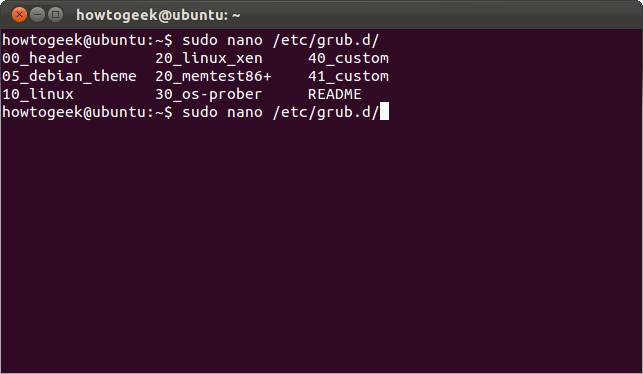 howtogeek@ubuntu: ~
howtogeek@ubuntu:~$ sudo nano /etc/grub.d/
00_header        20_linux_xen     40_custom
05_debian_theme  20_memtest86+    41_custom
10_linux         30_os-prober     README
howtogeek@ubuntu:~$ sudo nano /etc/grub.d/